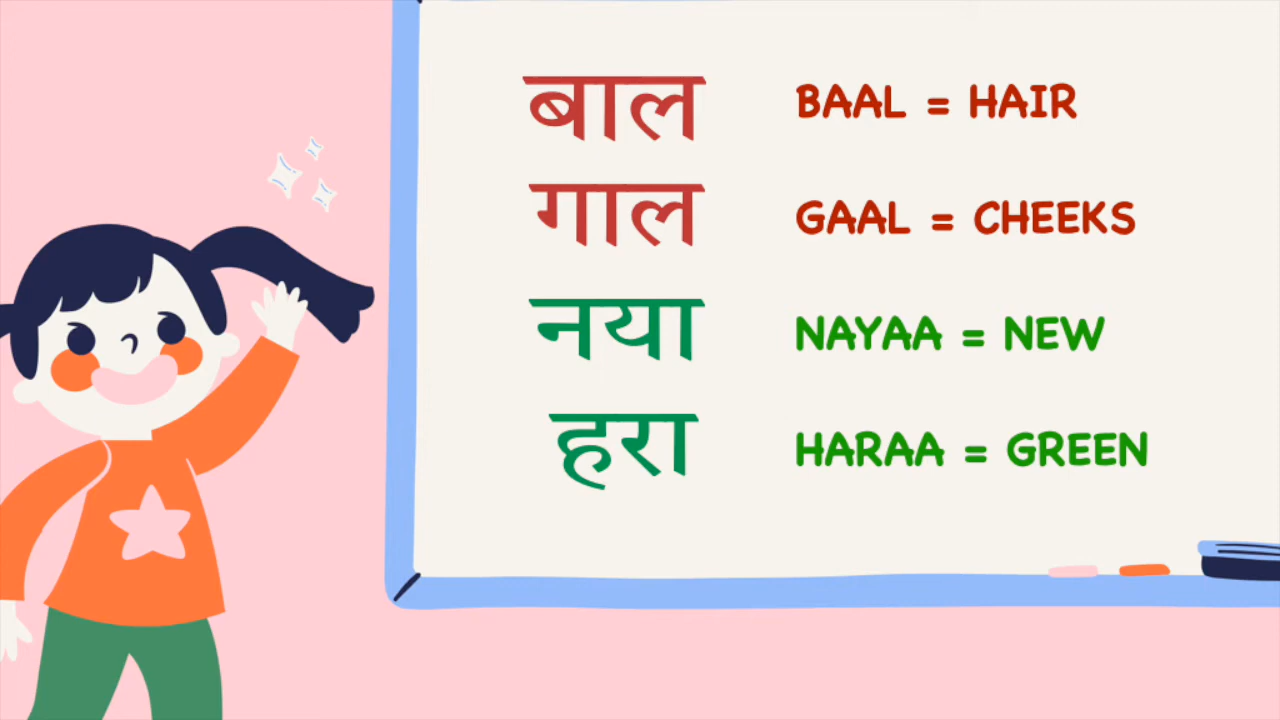 बाल BAAL = HAIR
गाल GAAL = CHEEKS
नया NAYAA = NEW
हरा HARAA = GREEN